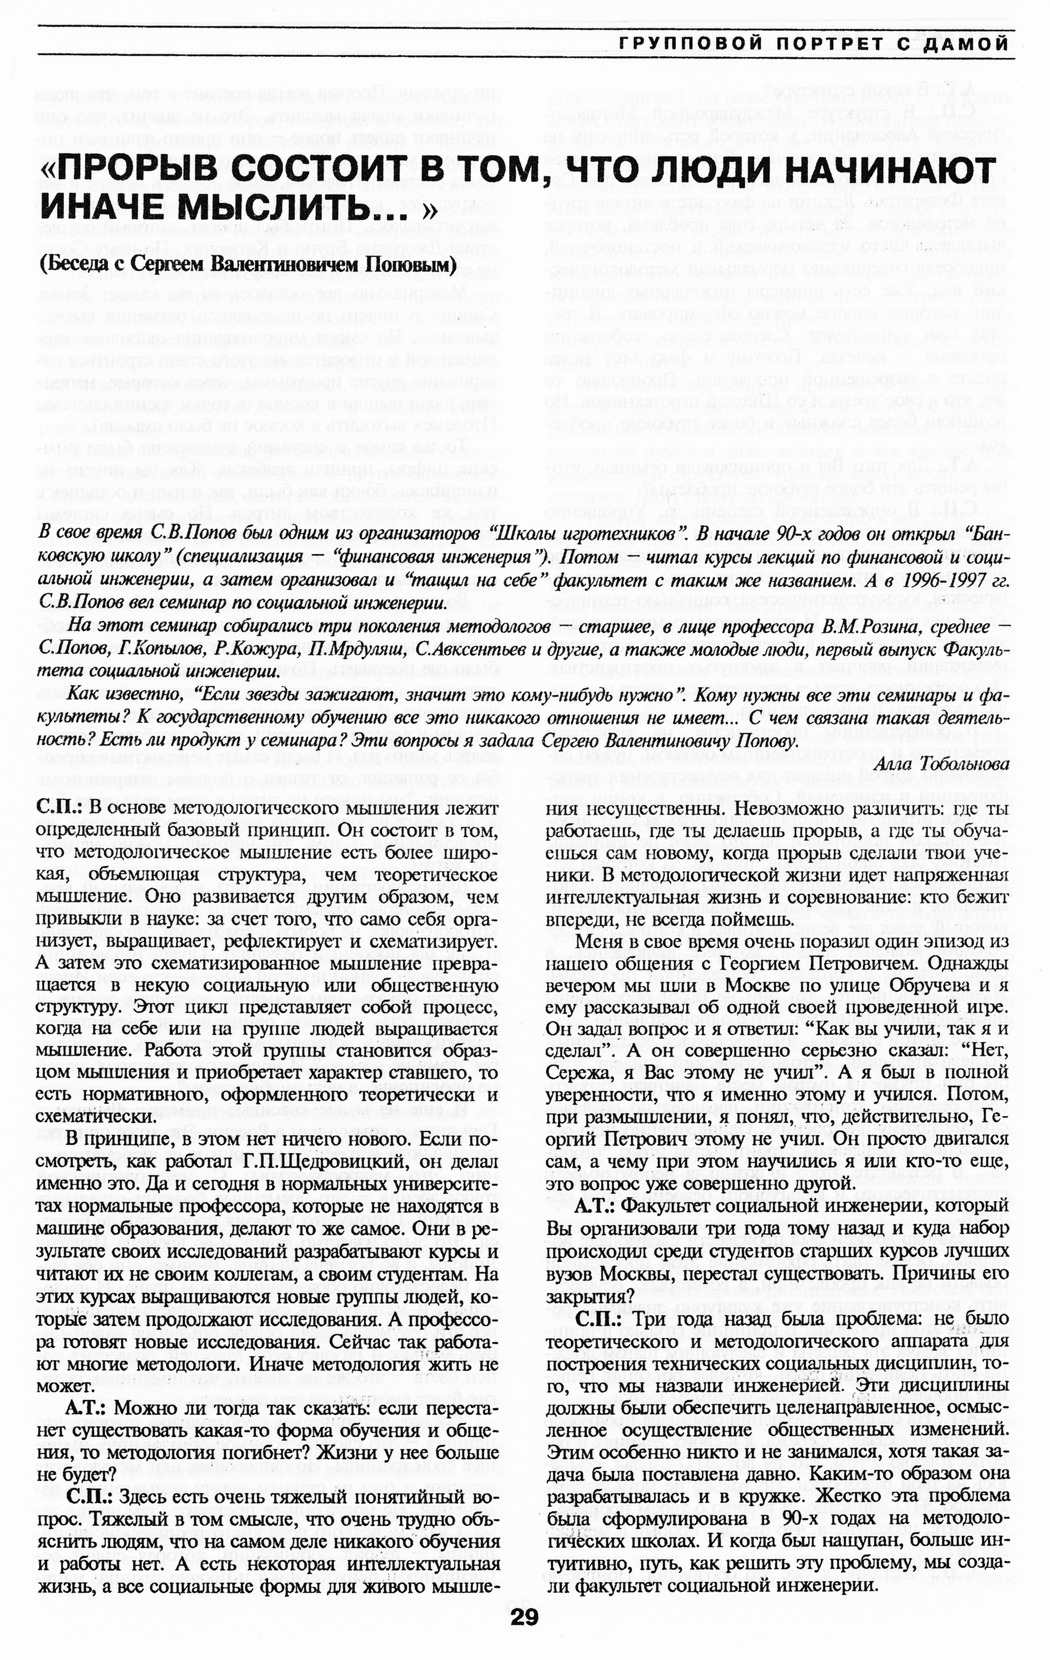 ГРУППОВОЙ ПОРТРЕТ С ДАМОЙ
«ПРОРЫВ СОСТОИТ В ТОМ, ЧТО ЛЮДИ НАЧИНАЮТ
ИНАЧЕ МЫСЛИТЬ... »
(Беседа с Сергеем Валентиновичем Поповым)
В свое время С.В.Попов был одним из организаторов “Школы игротехников”. В начале 90-х годов он открыл “Бан-
ковскую школу” (специализация — “финансовая инженерия”). Потом — читал курсы лекций по финансовой и соци-
альной инженерии, а затем организовал и “тащил на себе” факультет с таким же названием. А в 1996-1997 гг.
С.В.Попов вел семинар по социальной инженерии.
На этот семинар собирались три поколения методологов — старшее, в лице профессора В.М.Розина, среднее —
С.Попов, Г.Копылов, Р.Кожура, П.Мрдуляш, С.Авксентьев и другие, а также молодые люди, первый выпуск Факуль-
тета социальной инженерии.
Как известно, “Если звезды зажигают, значит это кому-нибудь нужно”. Кому нужны все эти семинары и фа-
культеты? К государственному обучению все это никакого отношения не имеет... С чем связана такая деятель-
ность? Есть ли продукт у семинара? Эти вопросы я задала Сергею Валентиновичу Попову.
Алла Тобольнова
С.П.: В основе методологического мышления лежит
определенный базовый принцип. Он состоит в том,
что методологическое мышление есть более широ-
кая, объемлющая структура, чем теоретическое
мышление. Оно развивается другим образом, чем
привыкли в науке: за счет того, что само себя орга-
низует, выращивает, рефлектирует и схематизирует.
А затем это схематизированное мышление превра-
щается в некую социальную или общественную
структуру. Этот цикл представляет собой процесс,
когда на себе или на группе людей выращивается
мышление. Работа этой группы становится образ-
цом мышления и приобретает характер ставшего, то
есть нормативного, оформленного теоретически и
схематически.
В принципе, в этом нет ничего нового. Если по-
смотреть, как работал Г.П.Щедровицкий, он делал
именно это. Да и сегодня в нормальных университе-
тах нормальные профессора, которые не находятся в
машине образования, делают то же самое. Они в ре-
зультате своих исследований разрабатывают курсы и
читают их не своим коллегам, а своим студентам. На
этих курсах выращиваются новые группы людей, ко-
торые затем продолжают исследования. А профессо-
ра готовят новые исследования. Сейчас так работа-
ют многие методологи. Иначе методология жить не
может.
А.Т.: Можно ли тогда так сказать: если переста-
нет существовать какая-то форма обучения и обще-
ния, то методология погибнет? Жизни у нее больше
не будет?
С.П.: Здесь есть очень тяжелый понятийный во-
прос. Тяжелый в том смысле, что очень трудно объ-
яснить людям, что на самом деле никакого обучения
и работы нет. А есть некоторая интеллектуальная
жизнь, а все социальные формы для живого мышле-
ния несущественны. Невозможно различить: где ты
работаешь, где ты делаешь прорыв, а где ты обуча-
ешься сам новому, когда прорыв сделали твои уче-
ники. В методологической жизни идет напряженная
интеллектуальная жизнь и соревнование: кто бежит
впереди, не всегда поймешь.
Меня в свое время очень поразил один эпизод из
нашего общения с Георгием Петровичем. Однажды
вечером мы шли в Москве по улице Обручева и я
ему рассказывал об одной своей проведенной игре.
Он задал вопрос и я ответил: “Как вы учили, так я и
сделал”. А он совершенно серьезно сказал: “Нет,
Сережа, я Вас этому не учил”. А я был в полной
уверенности, что я именно этому и учился. Потом,
при размышлении, я понял, что, действительно, Ге-
оргий Петрович этому не учил. Он просто двигался
сам, а чему при этом научились я или кто-то еще,
это вопрос уже совершенно другой.
А.Т.: Факультет социальной инженерии, который
Вы организовали три года тому назад и куда набор
происходил среди студентов старших курсов лучших
вузов Москвы, перестал существовать. Причины его
закрытия?
С.П.: Три года назад была проблема: не было
теоретического и методологического аппарата для
построения технических социальных дисциплин, то-
го, что мы назвали инженерией. Эти дисциплины
должны были обеспечить целенаправленное, осмыс-
ленное осуществление общественных изменений.
Этим особенно никто и не занимался, хотя такая за-
дача была поставлена давно. Каким-то образом она
разрабатывалась и в кружке. Жестко эта проблема
была сформулирована в 90-х годах на методоло-
гических школах. И когда был нащупан, больше ин-
туитивно, путь, как решить эту проблему, мы созда-
ли факультет социальной инженерии.
29